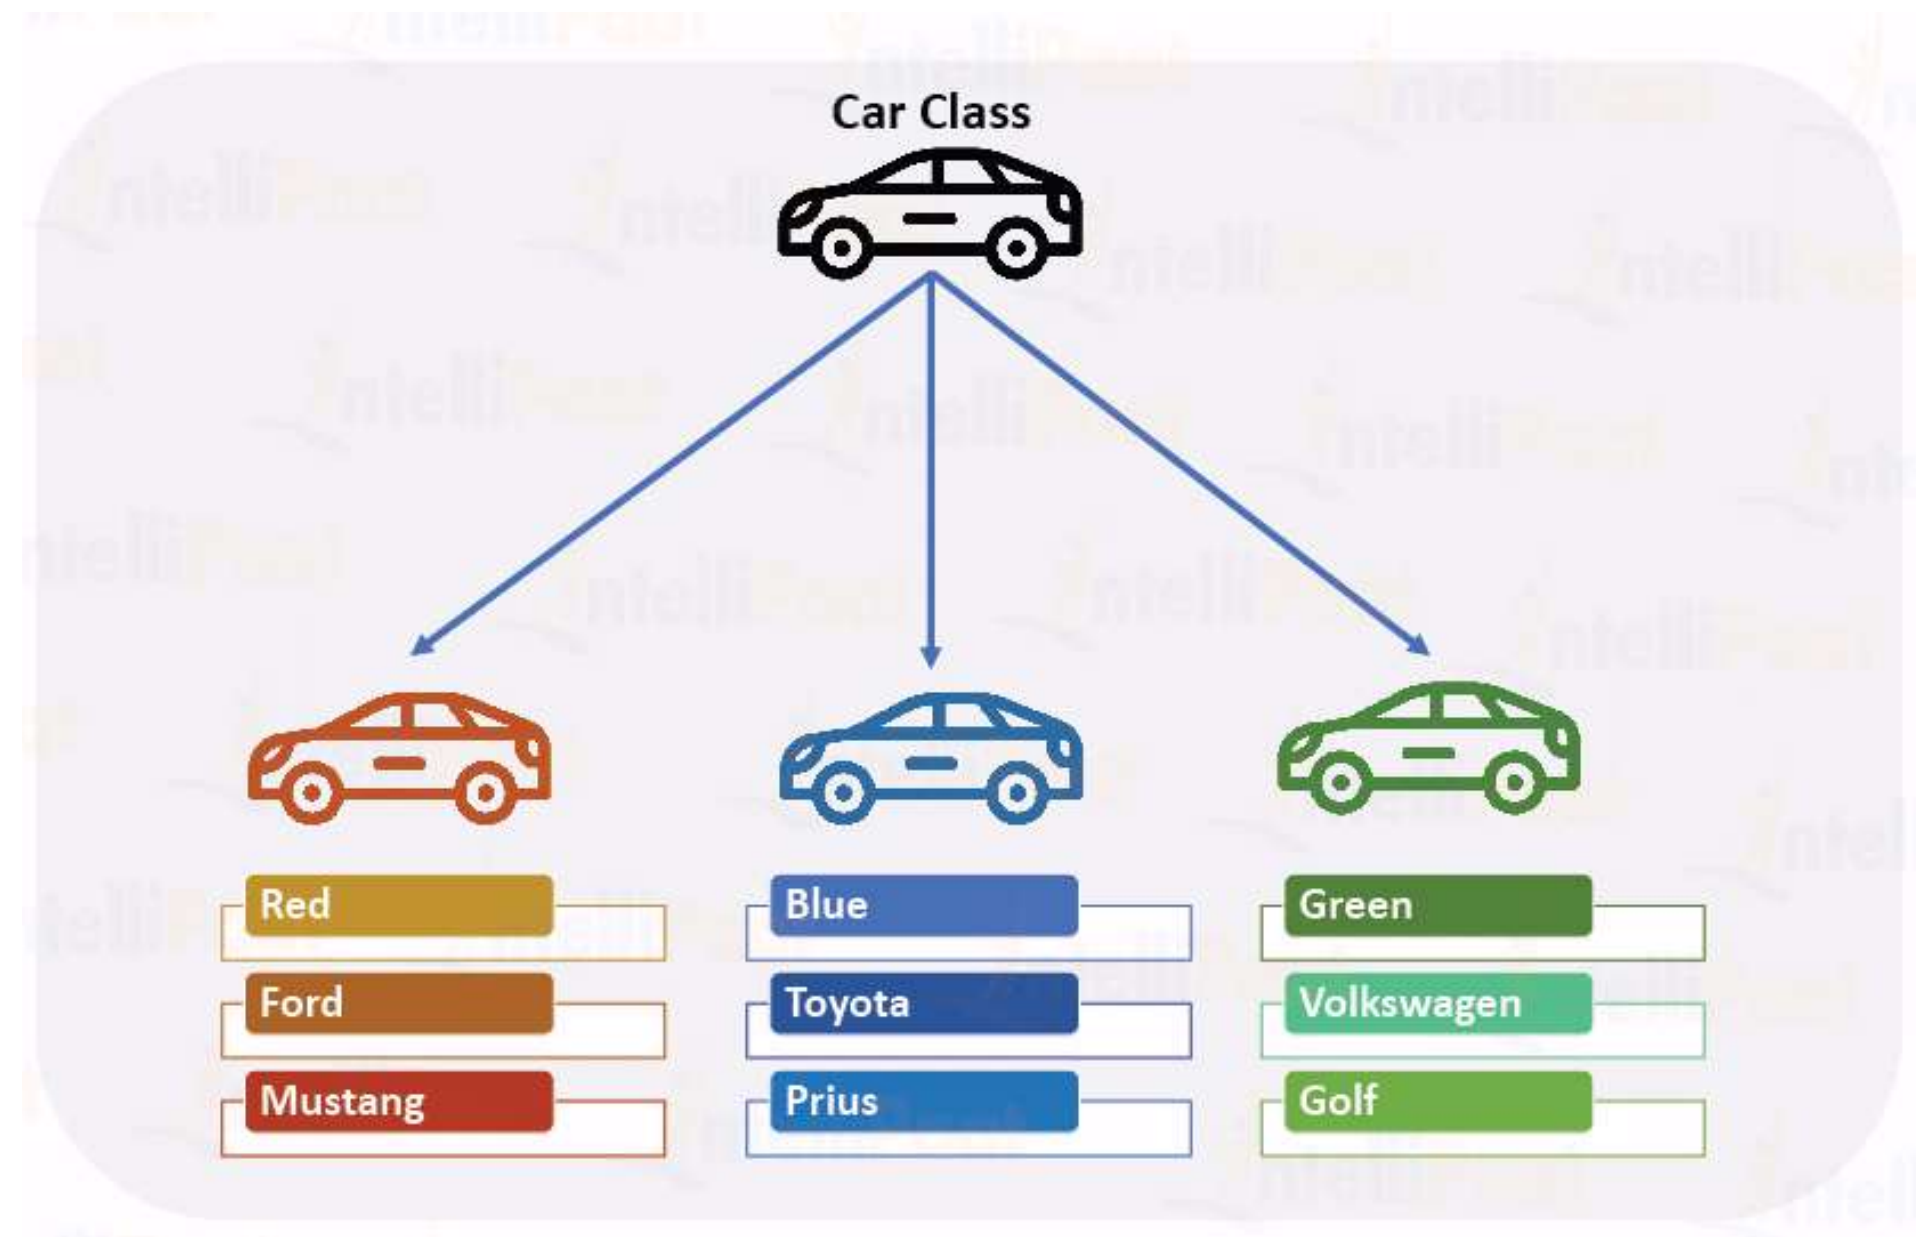 Car Class
Red
Blue
Green
Ford
Toyota
Volkswagen
Mustang
Prius
Golf